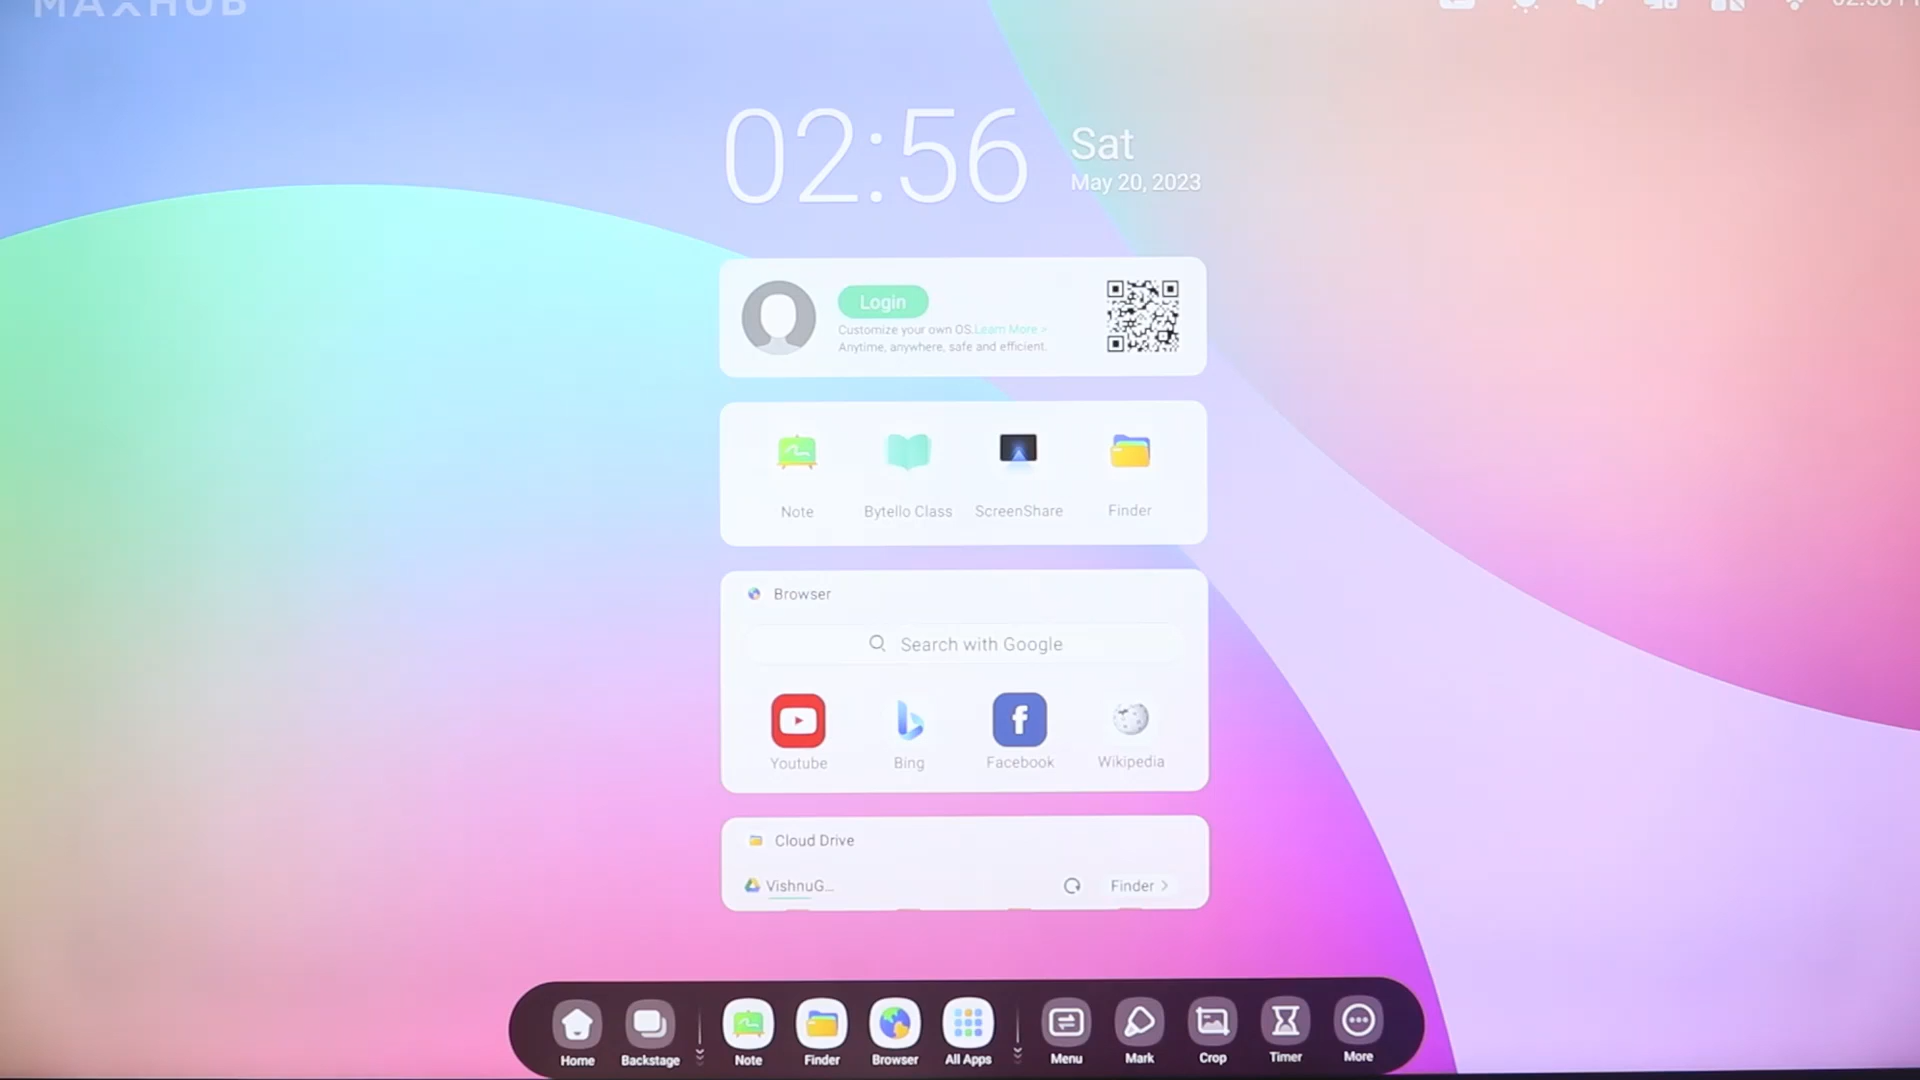 MAXHUB
02:56
Sat
May 20, 2023
Login
Customize your own OS.Learn More >
Anytime, anywhere, safe and efficient.
Note Bytello Class ScreenShare Finder
Browser
Search with Google
Youtube Bing Facebook Wikipedia
Cloud Drive
VishnuG... Finder >
Home Backstage Note Finder Browser All Apps Menu Mark Crop Timer More